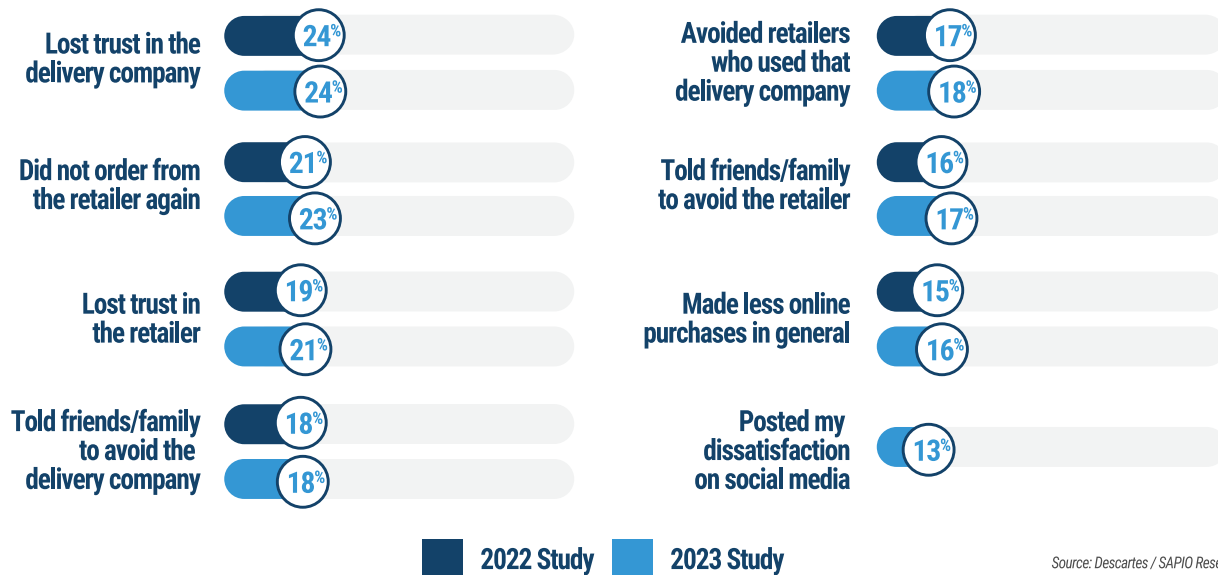 Lost trust in the
delivery company
24%
24%
Did not order from
the retailer again
21%
23%
Lost trust in
the retailer
19%
21%
Told friends/family
to avoid the
delivery company
18%
18%
Avoided retailers
who used that
delivery company
17%
18%
Told friends/family
to avoid the retailer
16%
17%
Made less online
purchases in general
15%
16%
Posted my
dissatisfaction
on social media
13%
2022 Study
2023 Study
Source: Descartes / SAPIO Rese